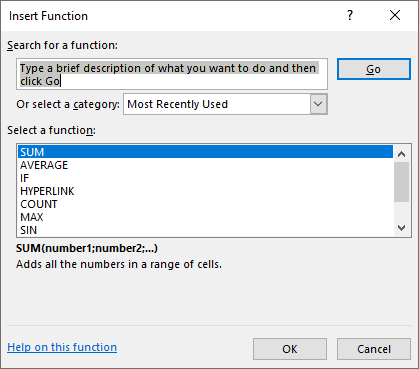 Insert Function
? ×
Search for a function:
Type a brief description of what you want to do and then
click Go
Go
Or select a category: Most Recently Used
Select a function:
SUM
AVERAGE
IF
HYPERLINK
COUNT
MAX
SIN
SUM(number1;number2;...)
Adds all the numbers in a range of cells.
Help on this function
OK Cancel